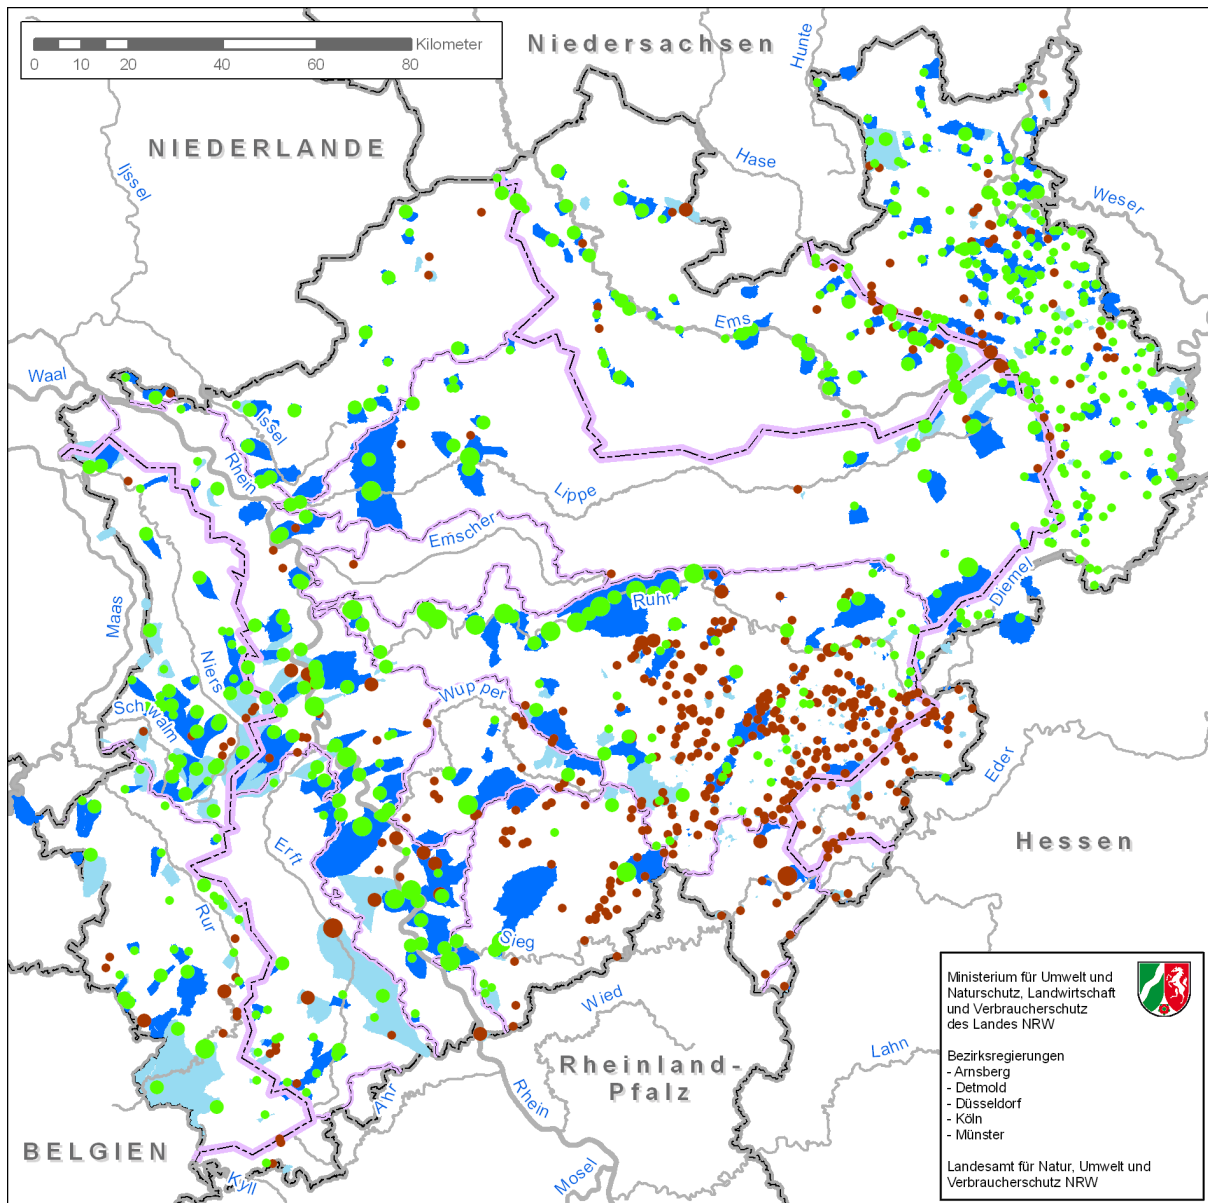 Kilometer
0 10 20 40 60 80
Niedersachsen
Hunte
NIEDERLANDE
Ijssel
Hase
Weser
Ems
Waal
Issel
Rhein
Lippe
Emscher
Ruhr
Diemel
Maas
Niers
Schwalm
Wupper
Eder
Hessen
Erft
Rur
Sieg
Wied
Lahn
Rheinland-
Pfalz
Rhein
Ahr
BELGIEN
Kyll
Mosel
Ministerium für Umwelt und
Naturschutz, Landwirtschaft
und Verbraucherschutz
des Landes NRW
Bezirksregierungen
- Arnsberg
- Detmold
- Düsseldorf
- Köln
- Münster
Landesamt für Natur, Umwelt und
Verbraucherschutz NRW